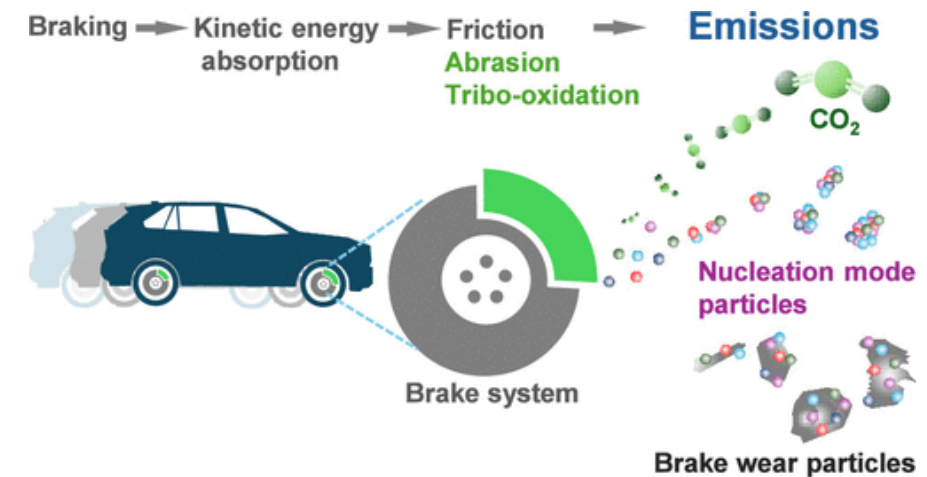 Braking
Kinetic energy
absorption
Friction
Abrasion
Tribo-oxidation
Emissions
CO₂
Nucleation mode
particles
Brake system
Brake wear particles